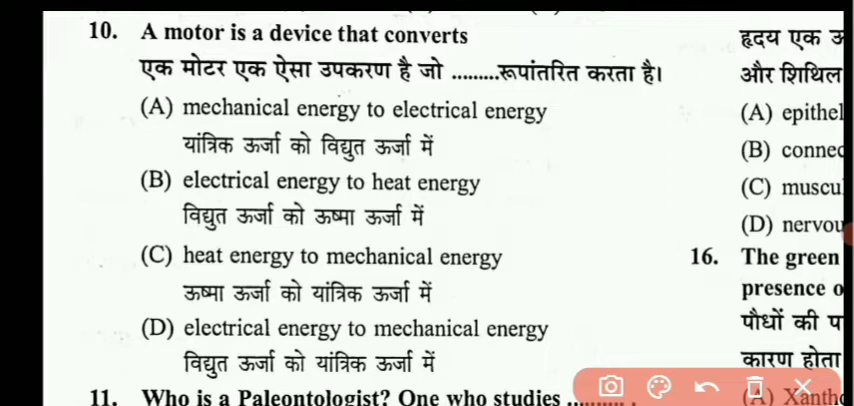 10. A motor is a device that converts
एक मोटर एक ऐसा उपकरण है जो .........रूपांतरित करता है।
(A) mechanical energy to electrical energy
यांत्रिक ऊर्जा को विद्युत ऊर्जा में
(B) electrical energy to heat energy
विद्युत ऊर्जा को ऊष्मा ऊर्जा में
(C) heat energy to mechanical energy
ऊष्मा ऊर्जा को यांत्रिक ऊर्जा में
(D) electrical energy to mechanical energy
विद्युत ऊर्जा को यांत्रिक ऊर्जा में
11. Who is a Paleontologist? One who studies
हृदय एक
और शिथिल
(A) epithel
(B) connec
(C) muscu
(D) nervou
16. The green
presence o
पौधों की
कारण होता
(A) Xantho